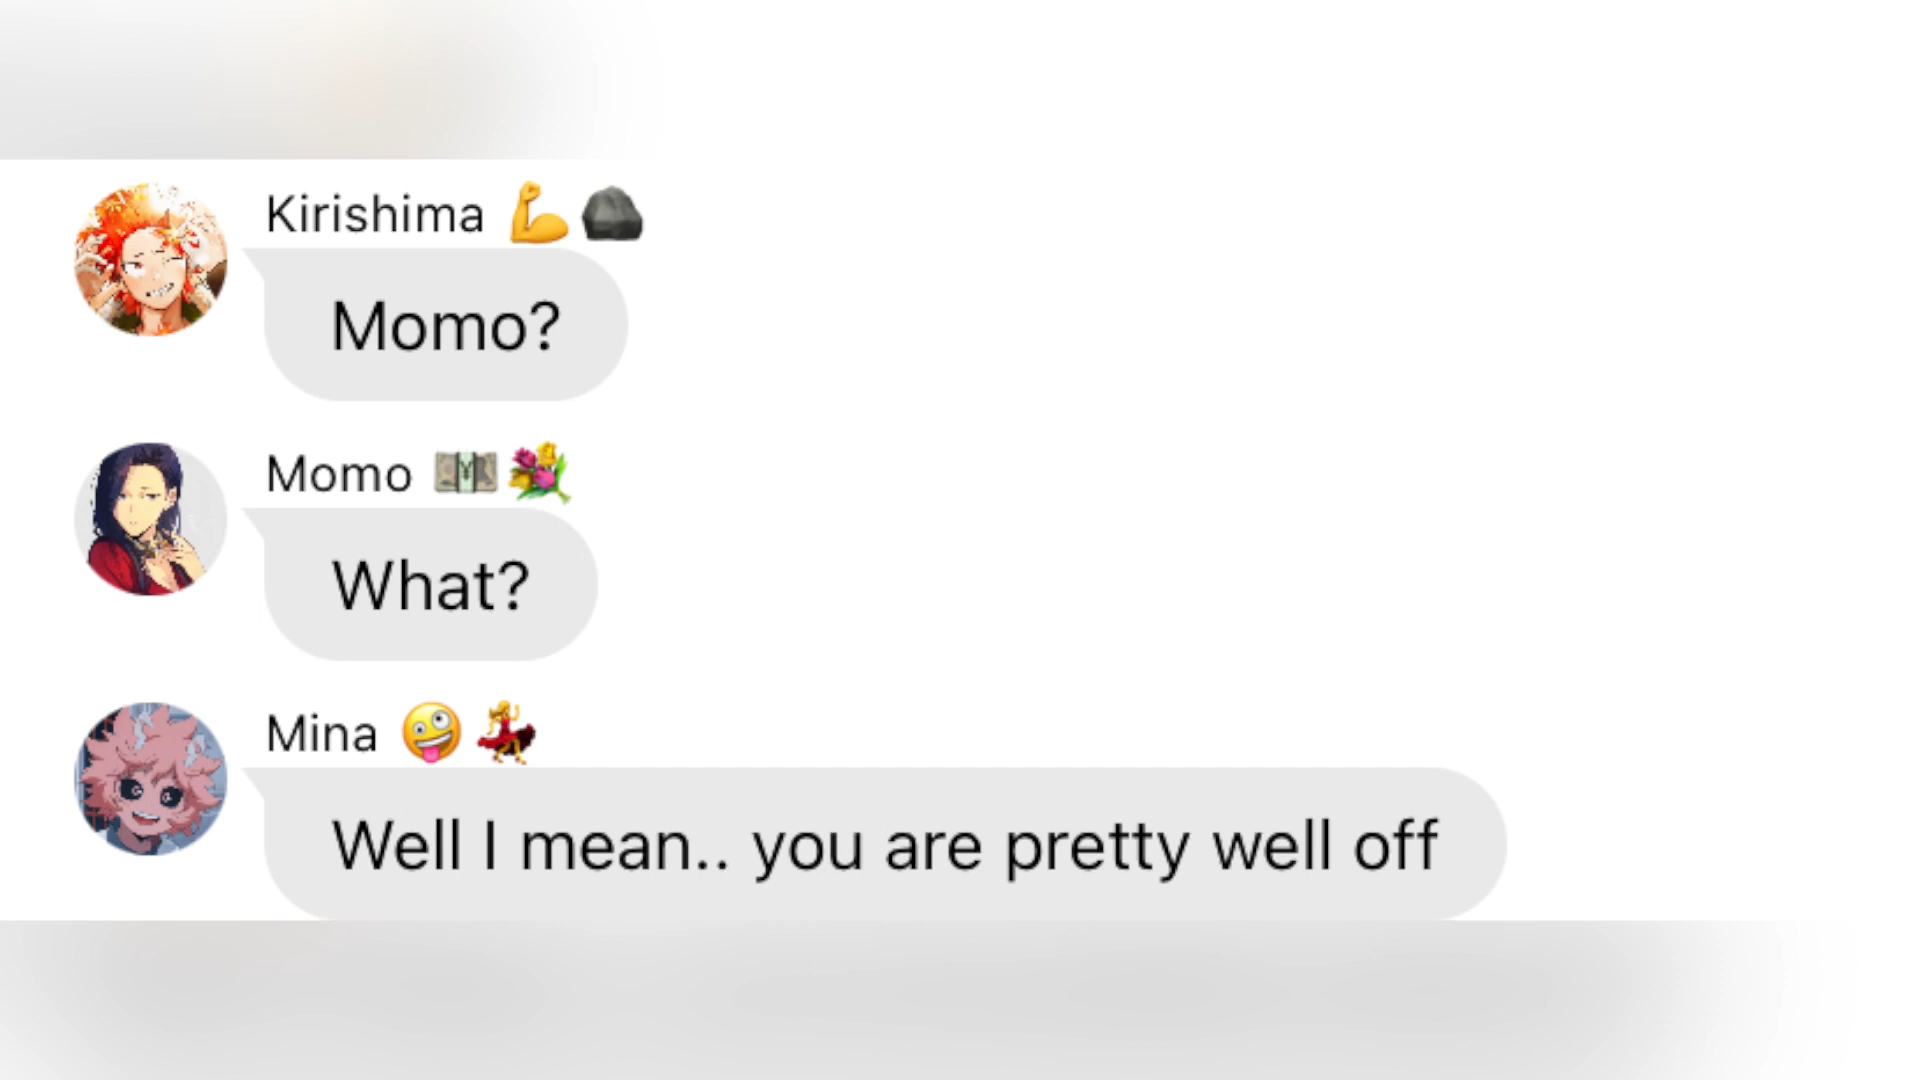 Kirishima 💪🪨
Momo?
Momo 💴💐
What?
Mina 🤪💃
Well I mean.. you are pretty well off